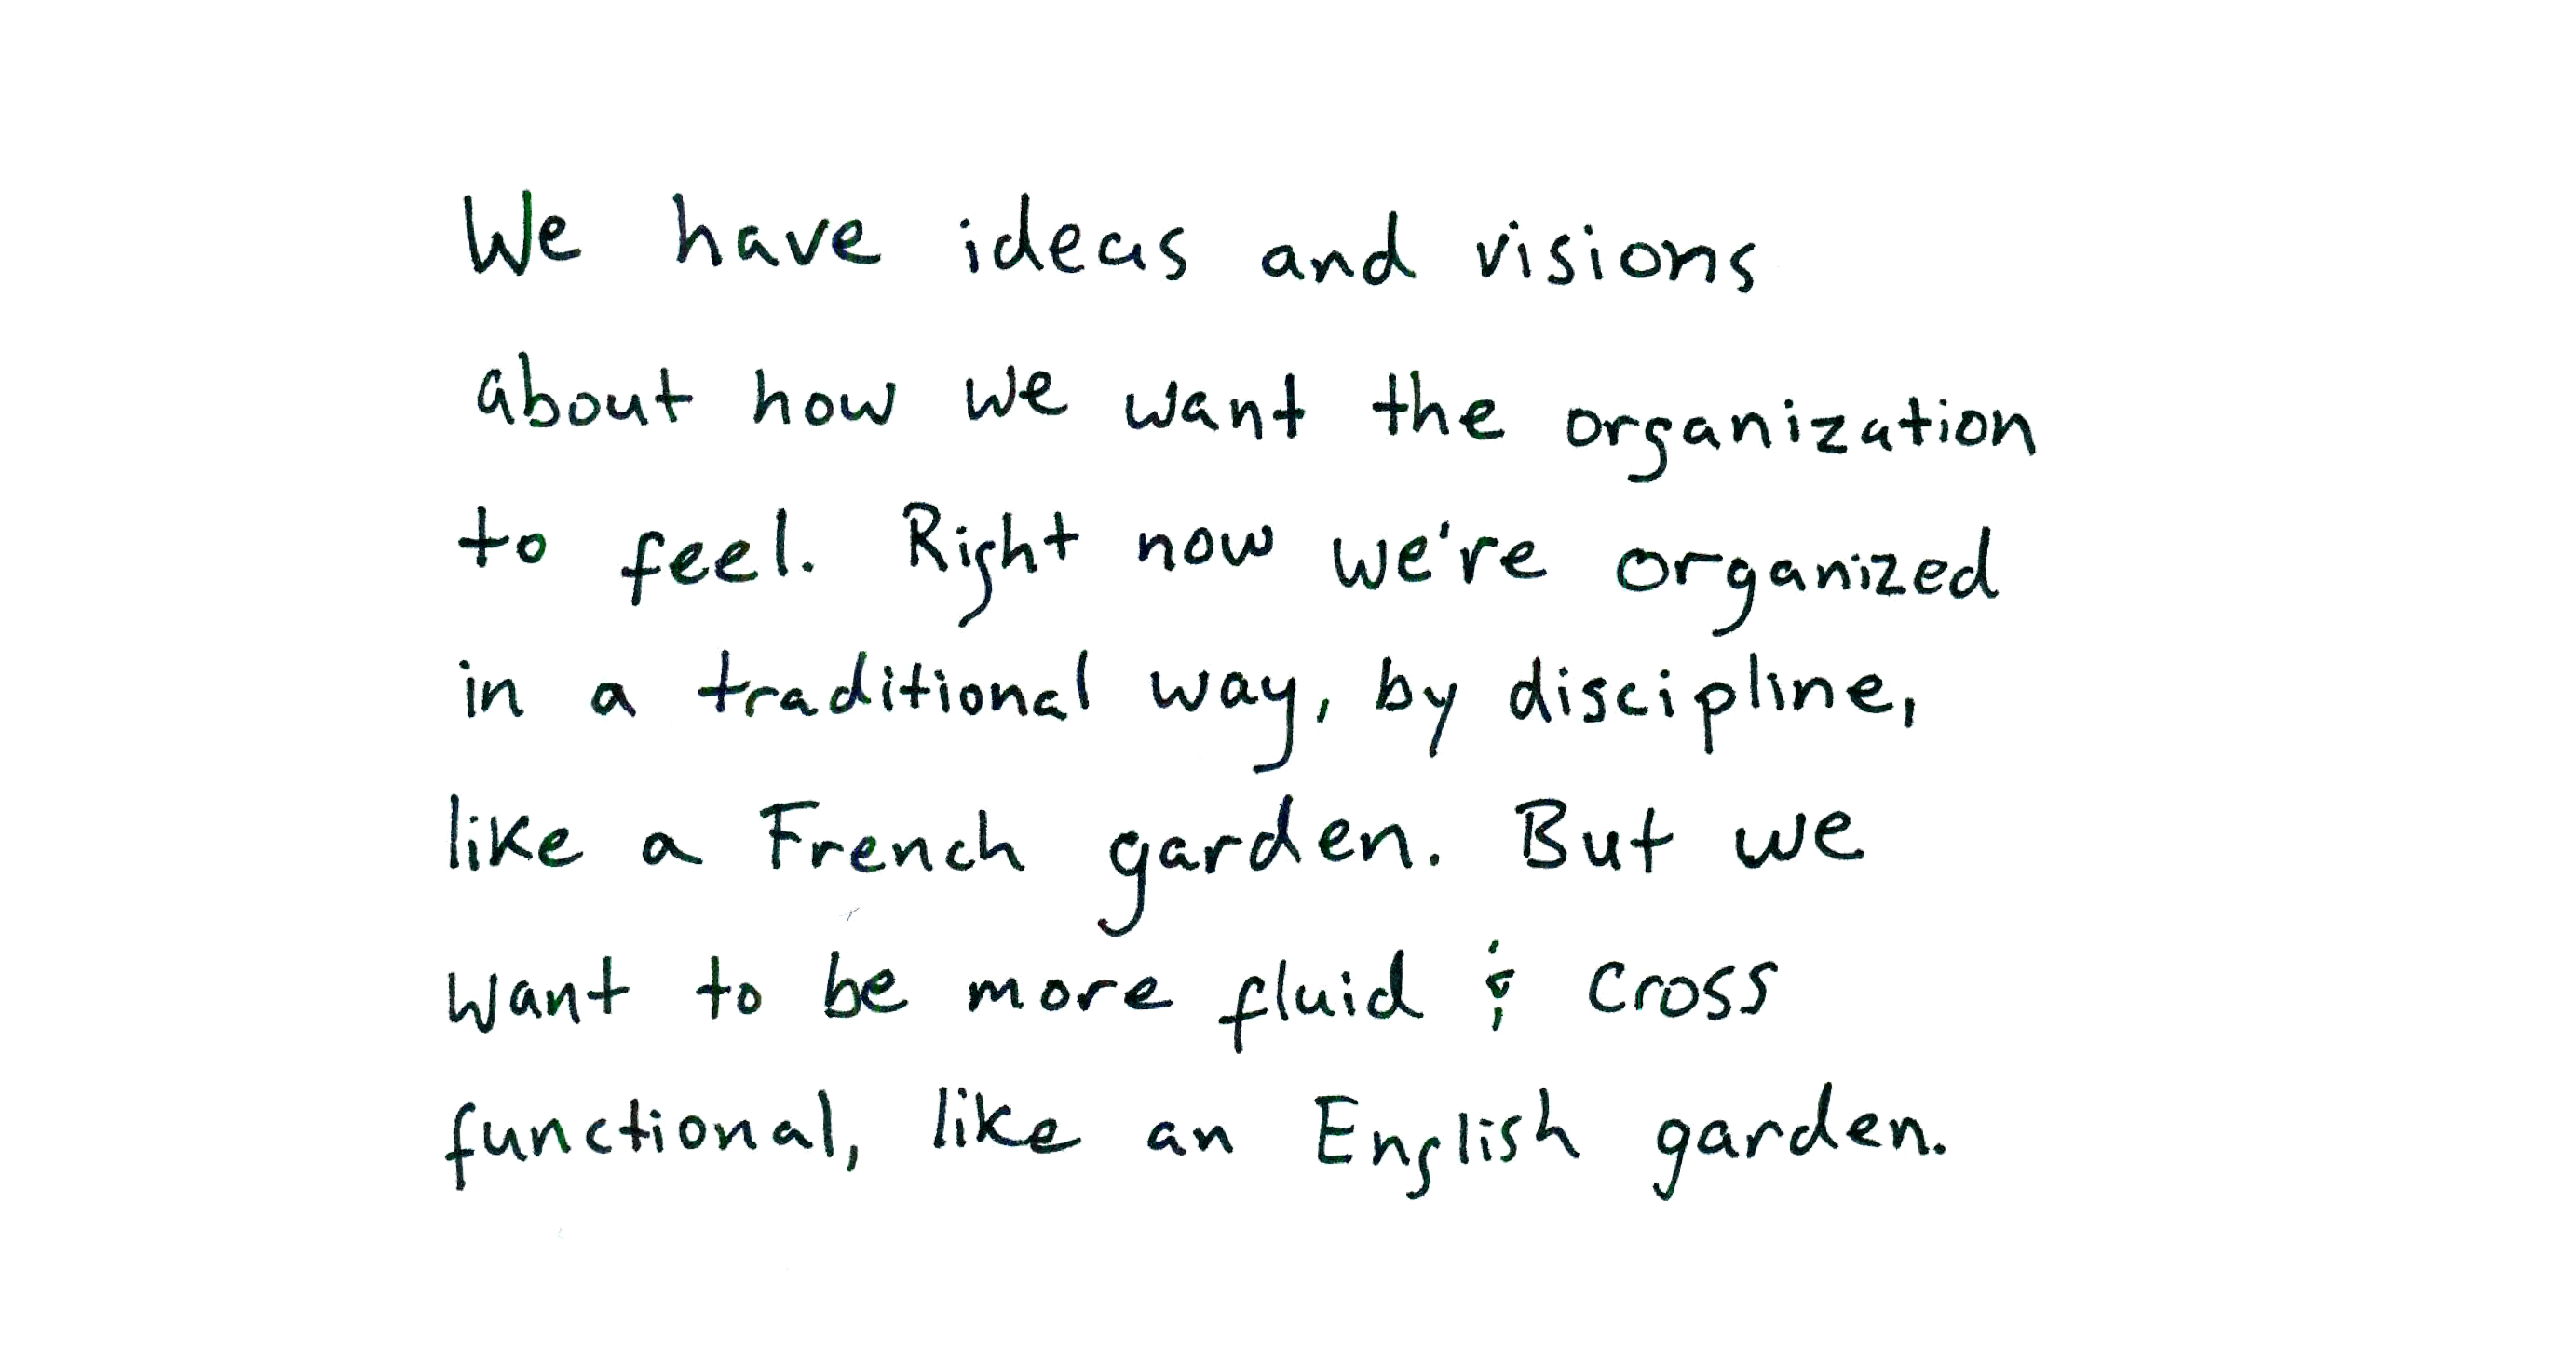 We have ideas and visions
about how we want the organization
to feel. Right now we're organized
in a traditional way, by discipline,
like a French garden. But we
want to be more fluid & cross
functional, like an English garden.